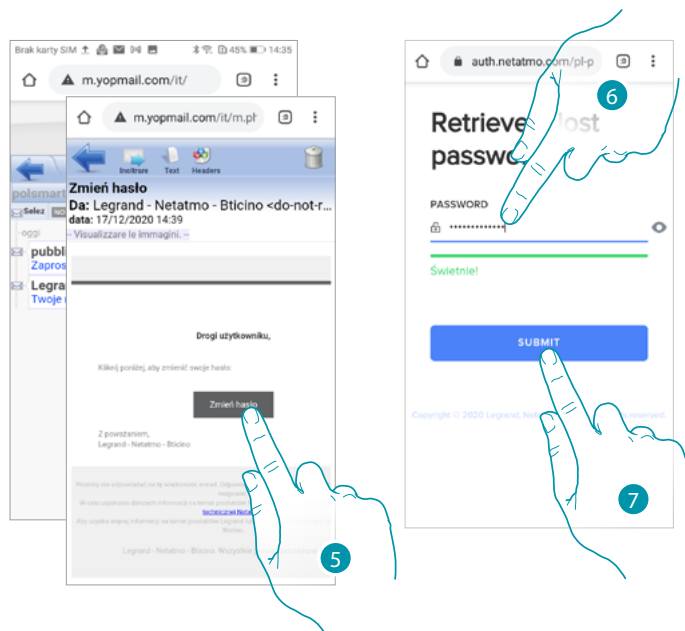 Brak karty SIM
45%
14:35
m.yopmail.com/it/
polsmart
Selez
oggi
pubbli
Zapros
Legra
Twoje
m.yopmail.com/it/m.ph
Inoltrare Text Headers
Zmień hasło
Da: Legrand - Netatmo - Bticino <do-not-r...
data: 17/12/2020 14:39
- Visualizzare le immagini. --
Drogi użytkowniku,
Kliknij poniżej, aby zmienić swoje hasło:
Zmień hasło
Z poważaniem,
Legrand - Netatmo - Bticino
Legrand - Netatmo - Bticino. Wszystkie
5
auth.netatmo.com/pl-p
6
Retrieve lost
PASSWORD
Świetnie!
SUBMIT
Copyright © 2020 Legrand, reserved.
7